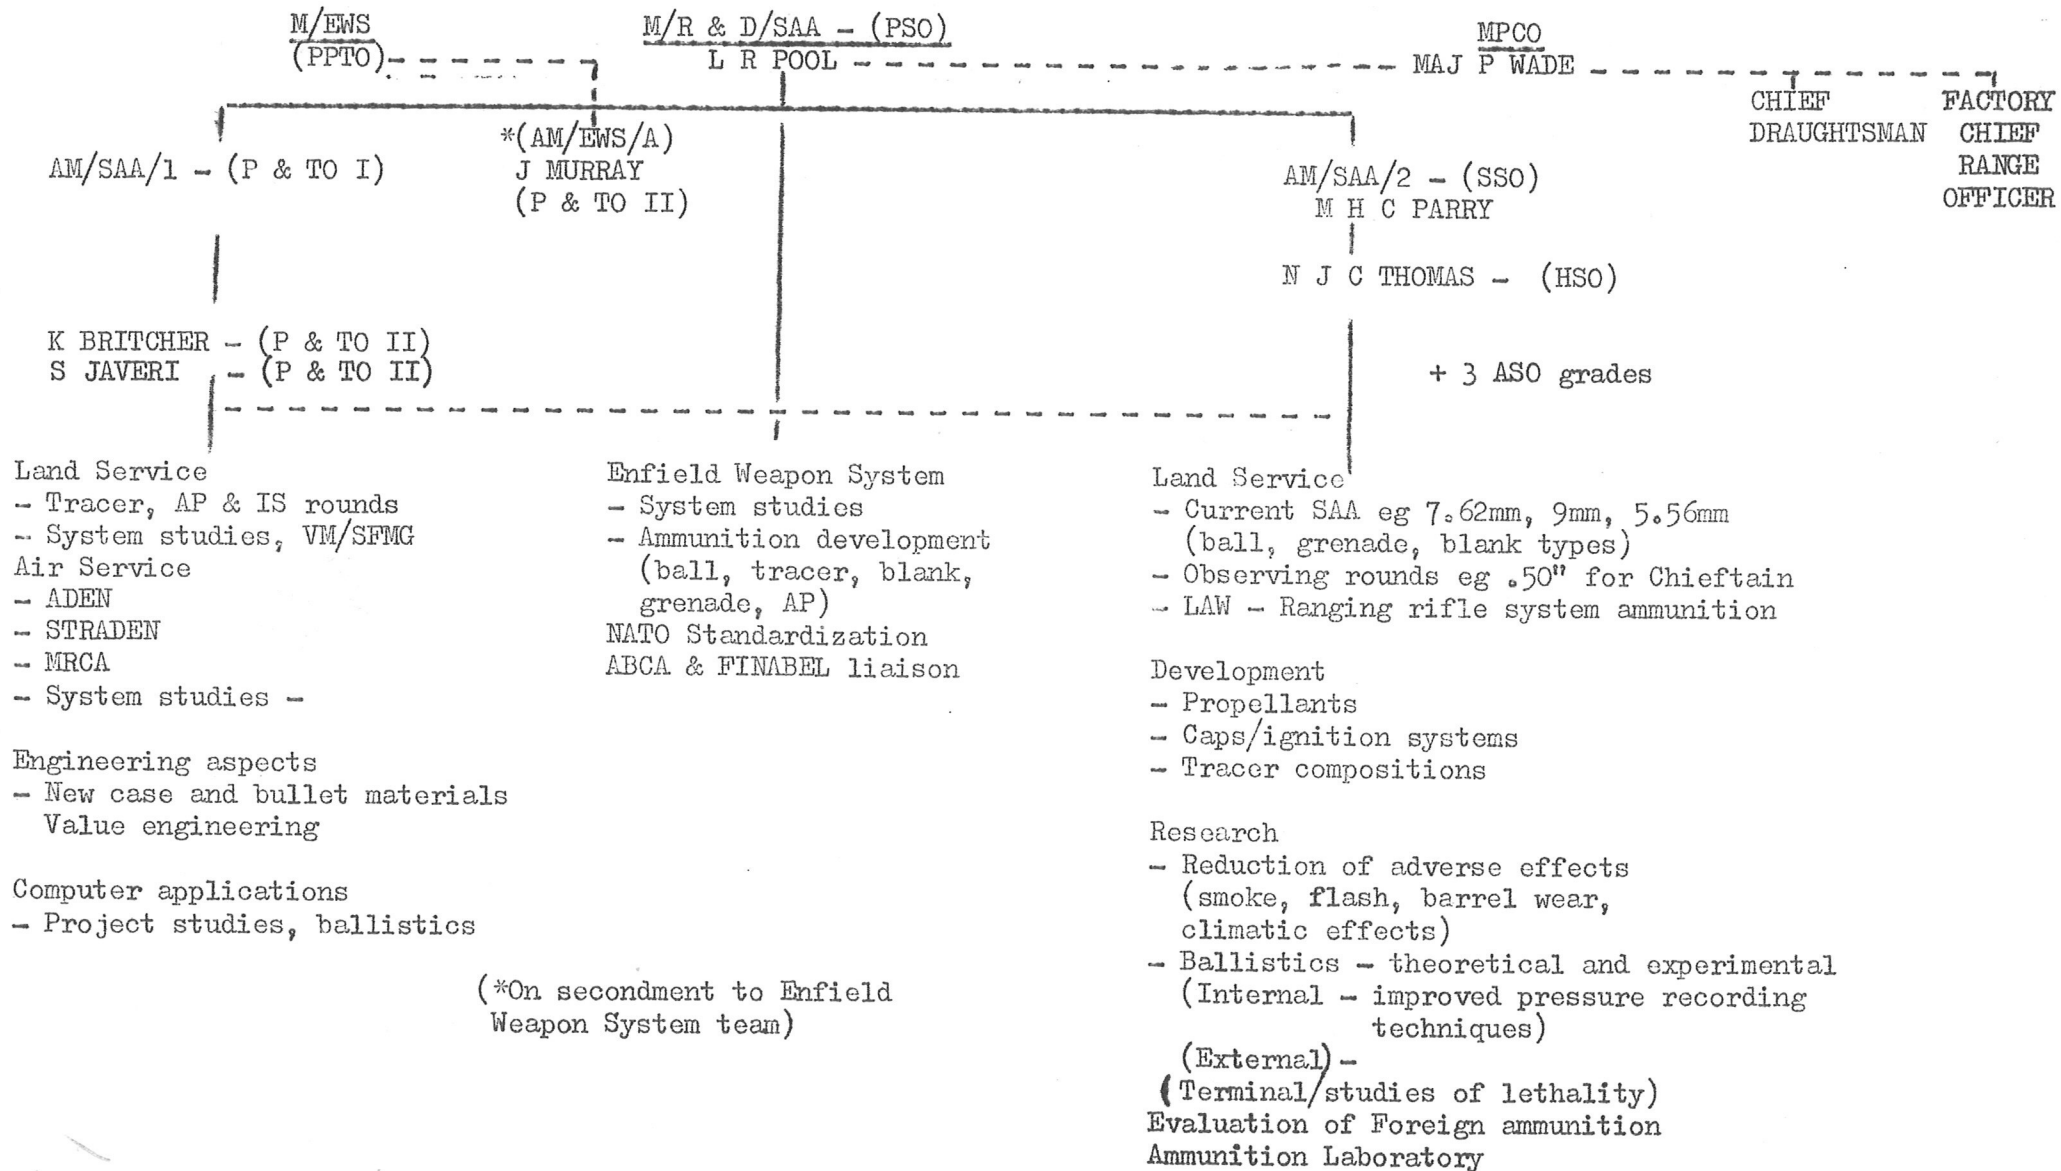 M/EWS
(PPTO)
M/R & D/SAA - (PSO)
L R POOL
MPCO
MAJ P WADE
CHIEF
DRAUGHTSMAN
FACTORY
CHIEF
RANGE
OFFICER
AM/SAA/1 - (P & TO I)
*(AM/EWS/A)
J MURRAY
(P & TO II)
AM/SAA/2 - (SSO)
M H C PARRY
N J C THOMAS - (HSO)
K BRITCHER - (P & TO II)
S JAVERI - (P & TO II)
+ 3 ASO grades
Land Service
- Tracer, AP & IS rounds
- System studies, VM/SFMG
Air Service
- ADEN
- STRADEN
- MRCA
- System studies -
Engineering aspects
- New case and bullet materials
Value engineering
Computer applications
- Project studies, ballistics
Enfield Weapon System
- System studies
- Ammunition development
(ball, tracer, blank,
grenade, AP)
NATO Standardization
ABCA & FINABEL liaison
(*On secondment to Enfield
Weapon System team)
Land Service
- Current SAA eg 7.62mm, 9mm, 5.56mm
(ball, grenade, blank types)
- Observing rounds eg .50" for Chieftain
- LAW - Ranging rifle system ammunition
Development
- Propellants
- Caps/ignition systems
- Tracer compositions
Research
- Reduction of adverse effects
(smoke, flash, barrel wear,
climatic effects)
- Ballistics - theoretical and experimental
(Internal - improved pressure recording
techniques)
(External) -
(Terminal/studies of lethality)
Evaluation of Foreign ammunition
Ammunition Laboratory